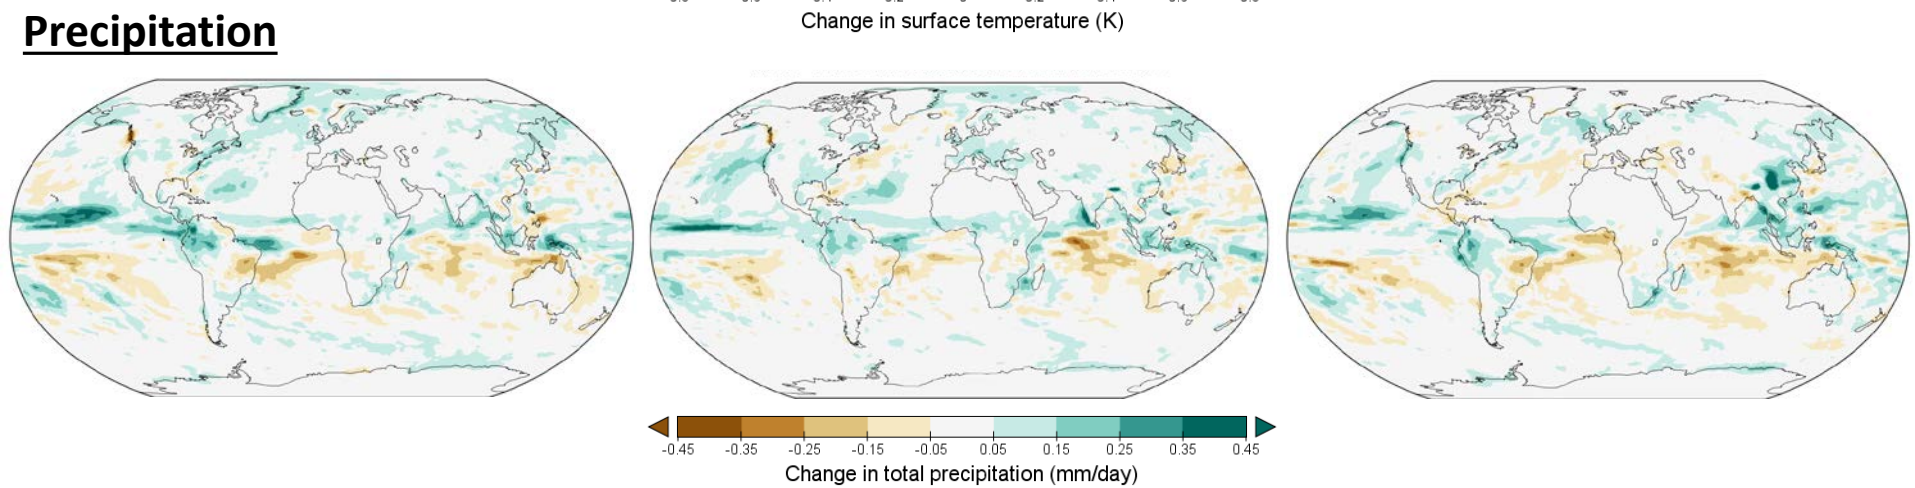 Change in surface temperature (K)
Precipitation
-0.45 -0.35 -0.25 -0.15 -0.05 0.05 0.15 0.25 0.35 0.45
Change in total precipitation (mm/day)